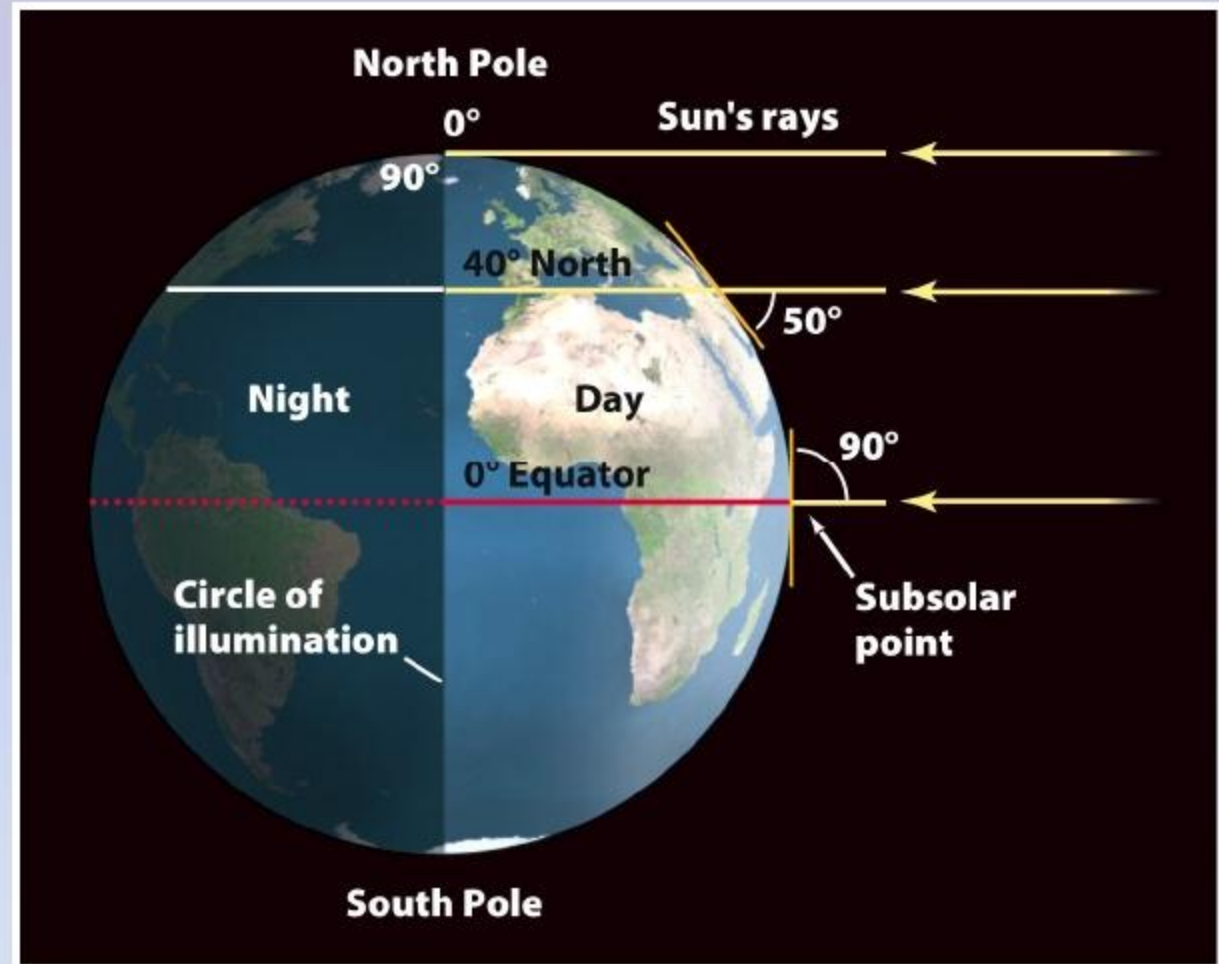 North Pole
0°
Sun's rays
90°
40° North
50°
Night
Day
90°
0° Equator
Circle of
illumination
Subsolar
point
South Pole